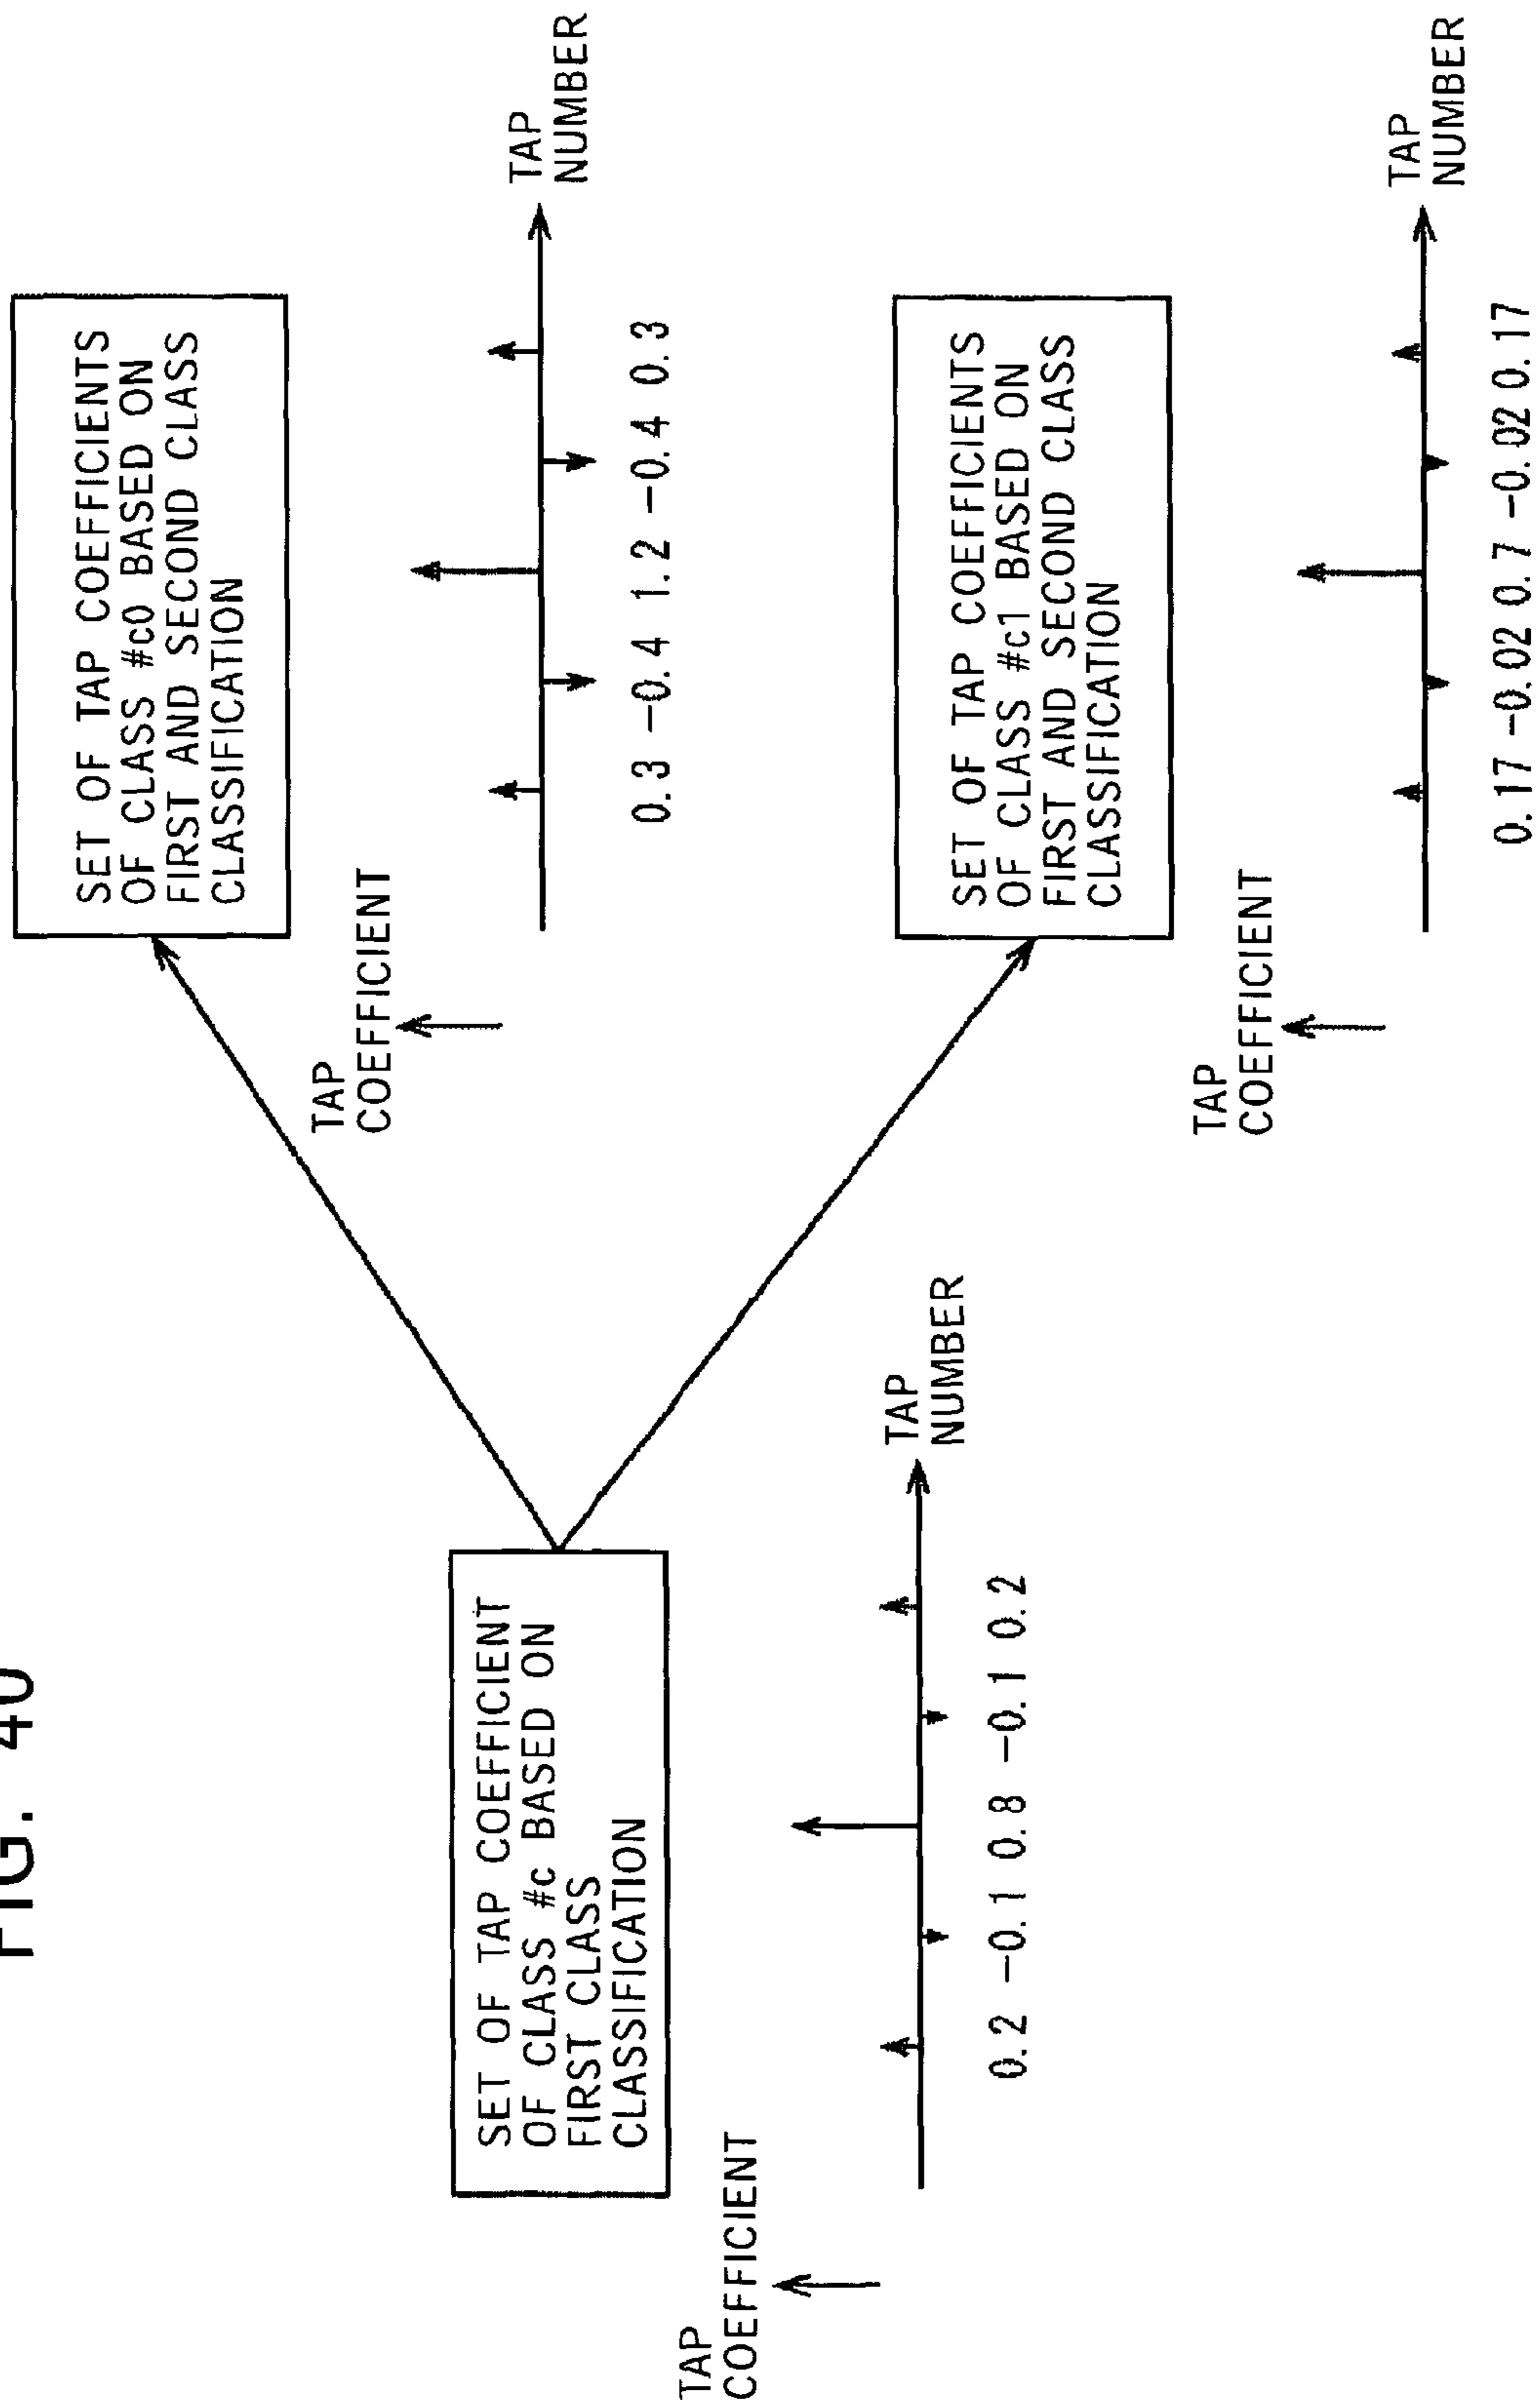 FIG. 40
SET OF TAP COEFFICIENT
OF CLASS #c BASED ON
FIRST CLASS
CLASSIFICATION
TAP
COEFFICIENT
TAP
NUMBER
0.2 -0.1 0.8 -0.1 0.2
SET OF TAP COEFFICIENTS
OF CLASS #c0 BASED ON
FIRST AND SECOND CLASS
CLASSIFICATION
TAP
COEFFICIENT
TAP
NUMBER
0.3 -0.4 1.2 -0.4 0.3
SET OF TAP COEFFICIENTS
OF CLASS #c1 BASED ON
FIRST AND SECOND CLASS
CLASSIFICATION
TAP
COEFFICIENT
TAP
NUMBER
0.17 -0.02 0.7 -0.02 0.17